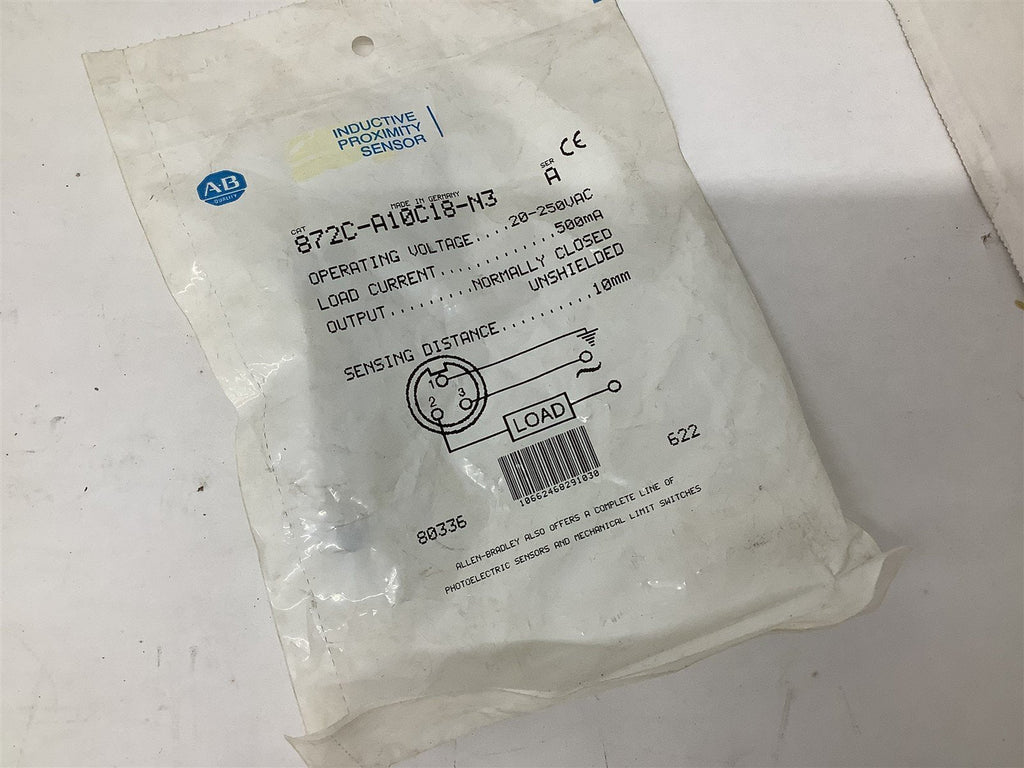 INDUCTIVE
PROXIMITY
SENSOR
A-B
QUALITY
CE
SER
A
MADE IN GERMANY
CAT
872C-A10C18-N3
OPERATING VOLTAGE....20-250VAC
LOAD CURRENT............500mA
OUTPUT.........NORMALLY CLOSED
UNSHIELDED
SENSING DISTANCE..........10mm
1
2
3
~
LOAD
10662468291030
622
80336
ALLEN-BRADLEY ALSO OFFERS A COMPLETE LINE OF
PHOTOELECTRIC SENSORS AND MECHANICAL LIMIT SWITCHES